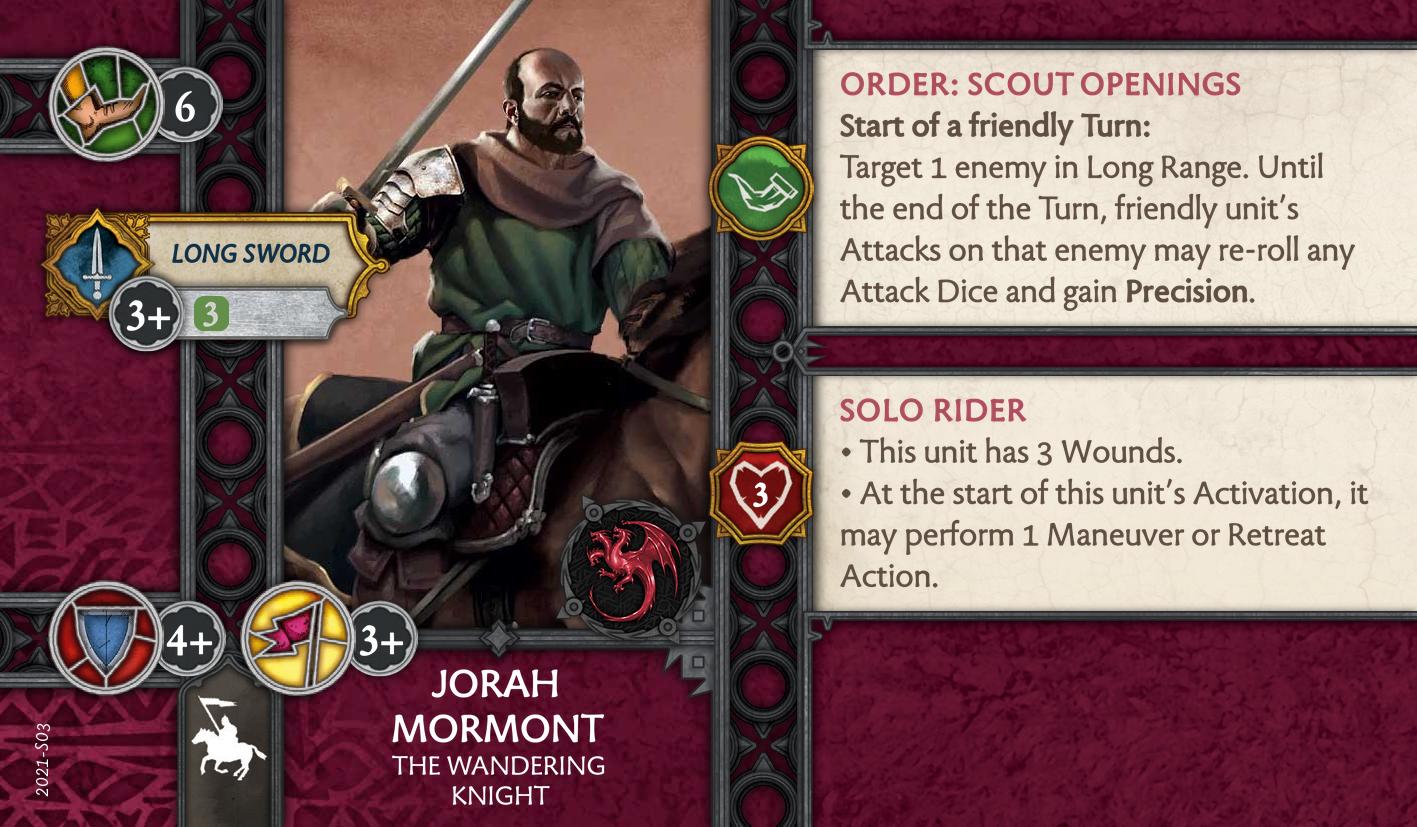 6
LONG SWORD
3+ 3
4+ 3+
JORAH
MORMONT
THE WANDERING
KNIGHT
2021-S03
ORDER: SCOUT OPENINGS
Start of a friendly Turn:
Target 1 enemy in Long Range. Until
the end of the Turn, friendly unit's
Attacks on that enemy may re-roll any
Attack Dice and gain Precision.
3
SOLO RIDER
• This unit has 3 Wounds.
• At the start of this unit's Activation, it
may perform 1 Maneuver or Retreat
Action.